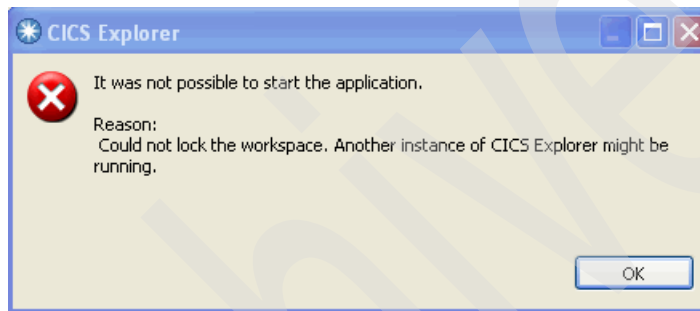 CICS Explorer
It was not possible to start the application.
Reason:
Could not lock the workspace. Another instance of CICS Explorer might be
running.
OK